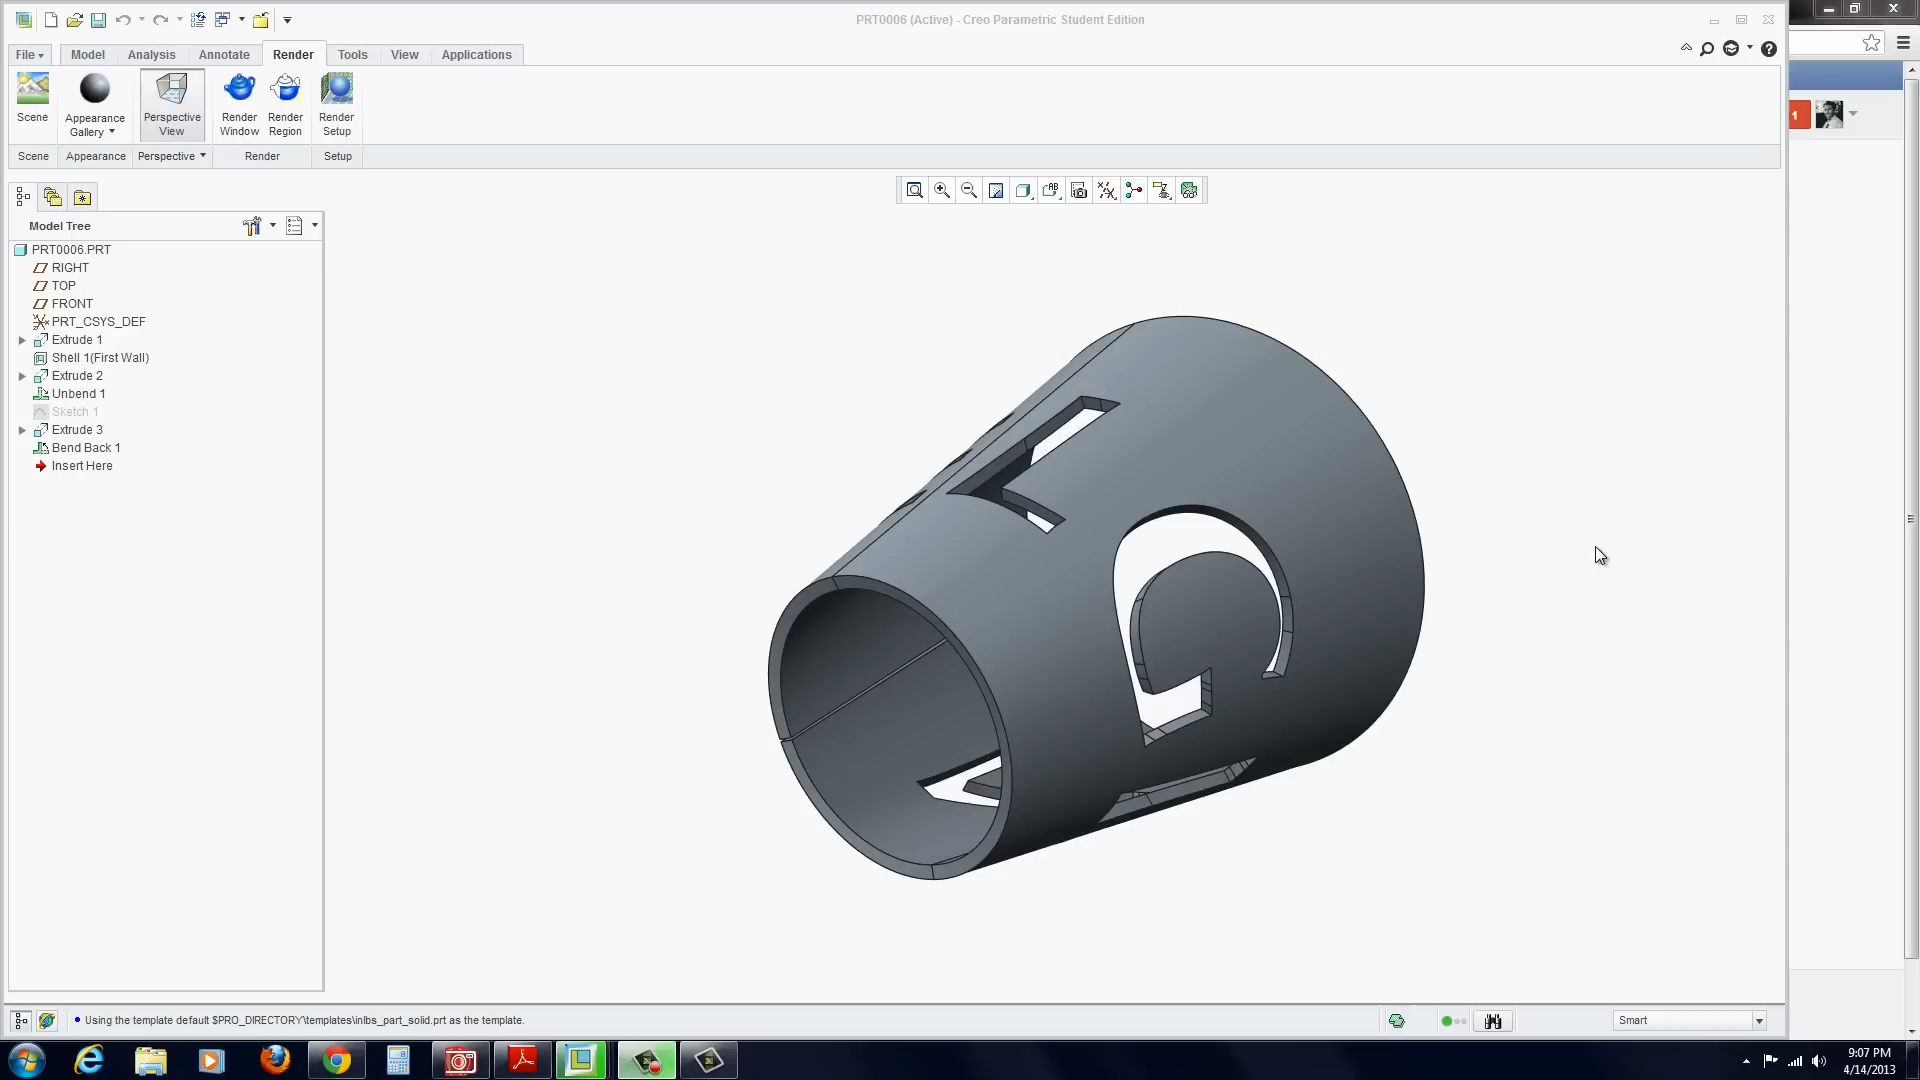 PRT0006 (Active) - Creo Parametric Student Edition
File Model Analysis Annotate Render Tools View Applications
Scene Appearance Gallery Perspective View Render Window Render Region Render Setup
Scene Appearance Perspective Render Setup
1
AB
Model Tree
PRT0006.PRT
RIGHT
TOP
FRONT
PRT_CSYS_DEF
Extrude 1
Shell 1(First Wall)
Extrude 2
Unbend 1
Sketch 1
Extrude 3
Bend Back 1
Insert Here
Using the template default $PRO_DIRECTORY\templates\inlbs_part_solid.prt as the template.
Smart
9:07 PM
4/14/2013